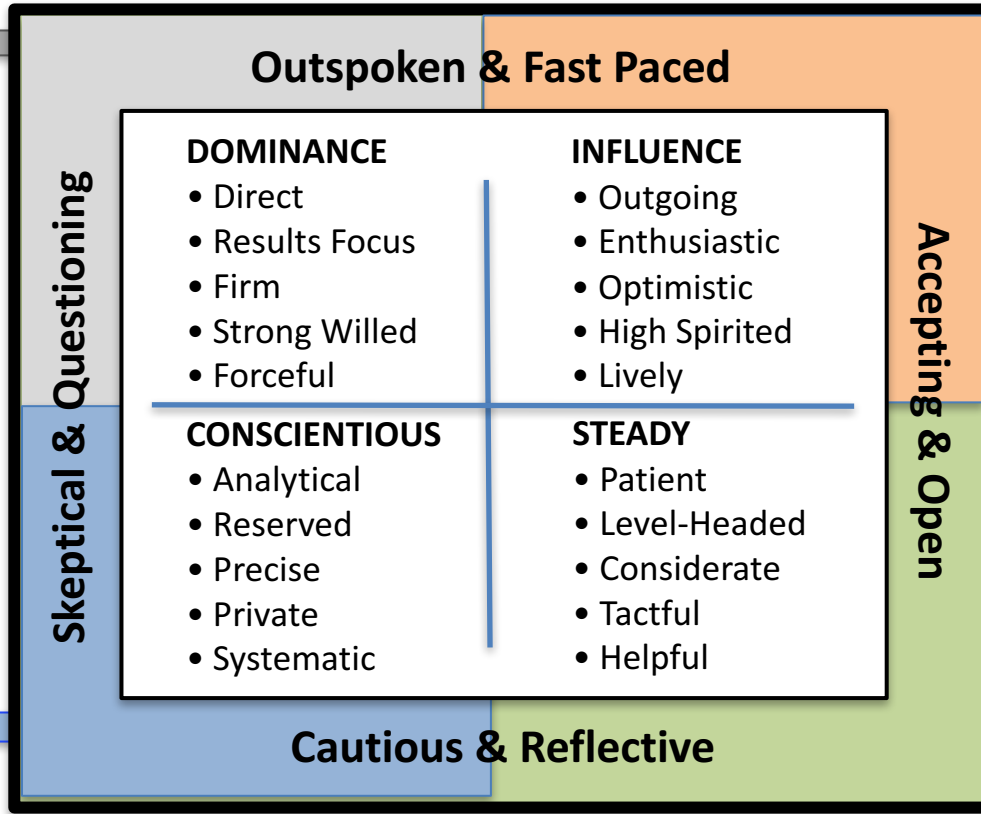 Outspoken & Fast Paced
Skeptical & Questioning
DOMINANCE
• Direct
• Results Focus
• Firm
• Strong Willed
• Forceful
INFLUENCE
• Outgoing
• Enthusiastic
• Optimistic
• High Spirited
• Lively
CONSCIENTIOUS
• Analytical
• Reserved
• Precise
• Private
• Systematic
STEADY
• Patient
• Level-Headed
• Considerate
• Tactful
• Helpful
Accepting & Open
Cautious & Reflective